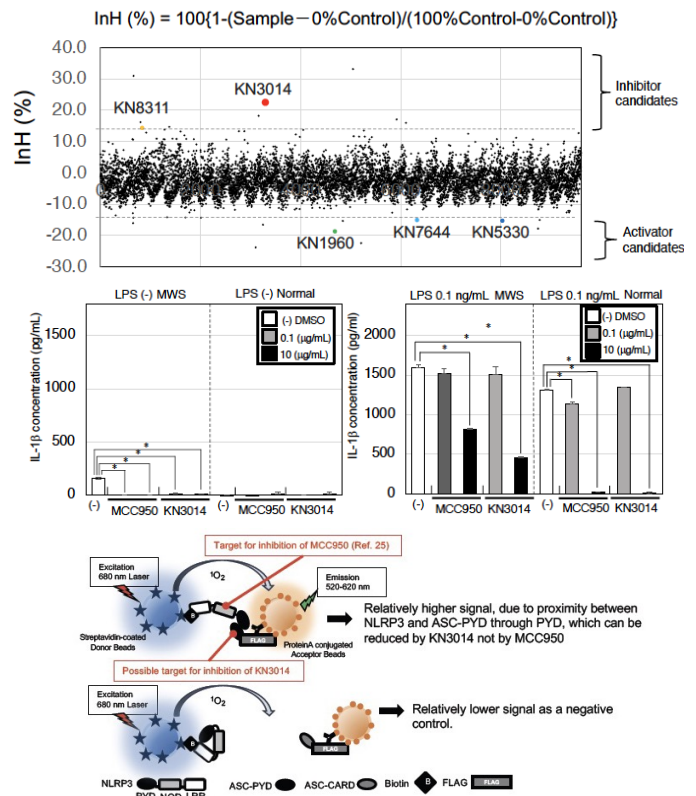 InH (%) = 100{1-(Sample－0%Control)/(100%Control-0%Control)}
InH (%)
40.0
30.0
20.0
10.0
0.0
-10.0
-20.0
-30.0
KN8311
KN3014
KN1960
KN7644
KN5330
Inhibitor
candidates
Activator
candidates
LPS (-) MWS
LPS (-) Normal
IL-1β concentration (pg/mL)
1500
1000
500
0
(-) DMSO
0.1 (μg/mL)
10 (μg/mL)
* * * *
(-)
MCC950
KN3014
(-)
MCC950
KN3014
LPS 0.1 ng/mL MWS
LPS 0.1 ng/mL Normal
IL-1β concentration (pg/ml)
2000
1500
1000
500
0
(-) DMSO
0.1 (μg/mL)
10 (μg/mL)
* * * * *
(-)
MCC950
KN3014
(-)
MCC950
KN3014
Target for inhibition of MCC950 (Ref. 25)
Excitation
680 nm Laser
¹O₂
Emission
520-620 nm
B
FLAG
Streptavidin-coated
Donor Beads
ProteinA conjugated
Acceptor Beads
Relatively higher signal, due to proximity between
NLRP3 and ASC-PYD through PYD, which can be
reduced by KN3014 not by MCC950
Possible target for inhibition of KN3014
Excitation
680 nm Laser
¹O₂
B
FLAG
Relatively lower signal as a negative
control.
NLRP3
ASC-PYD
ASC-CARD
Biotin
B
FLAG
FLAG